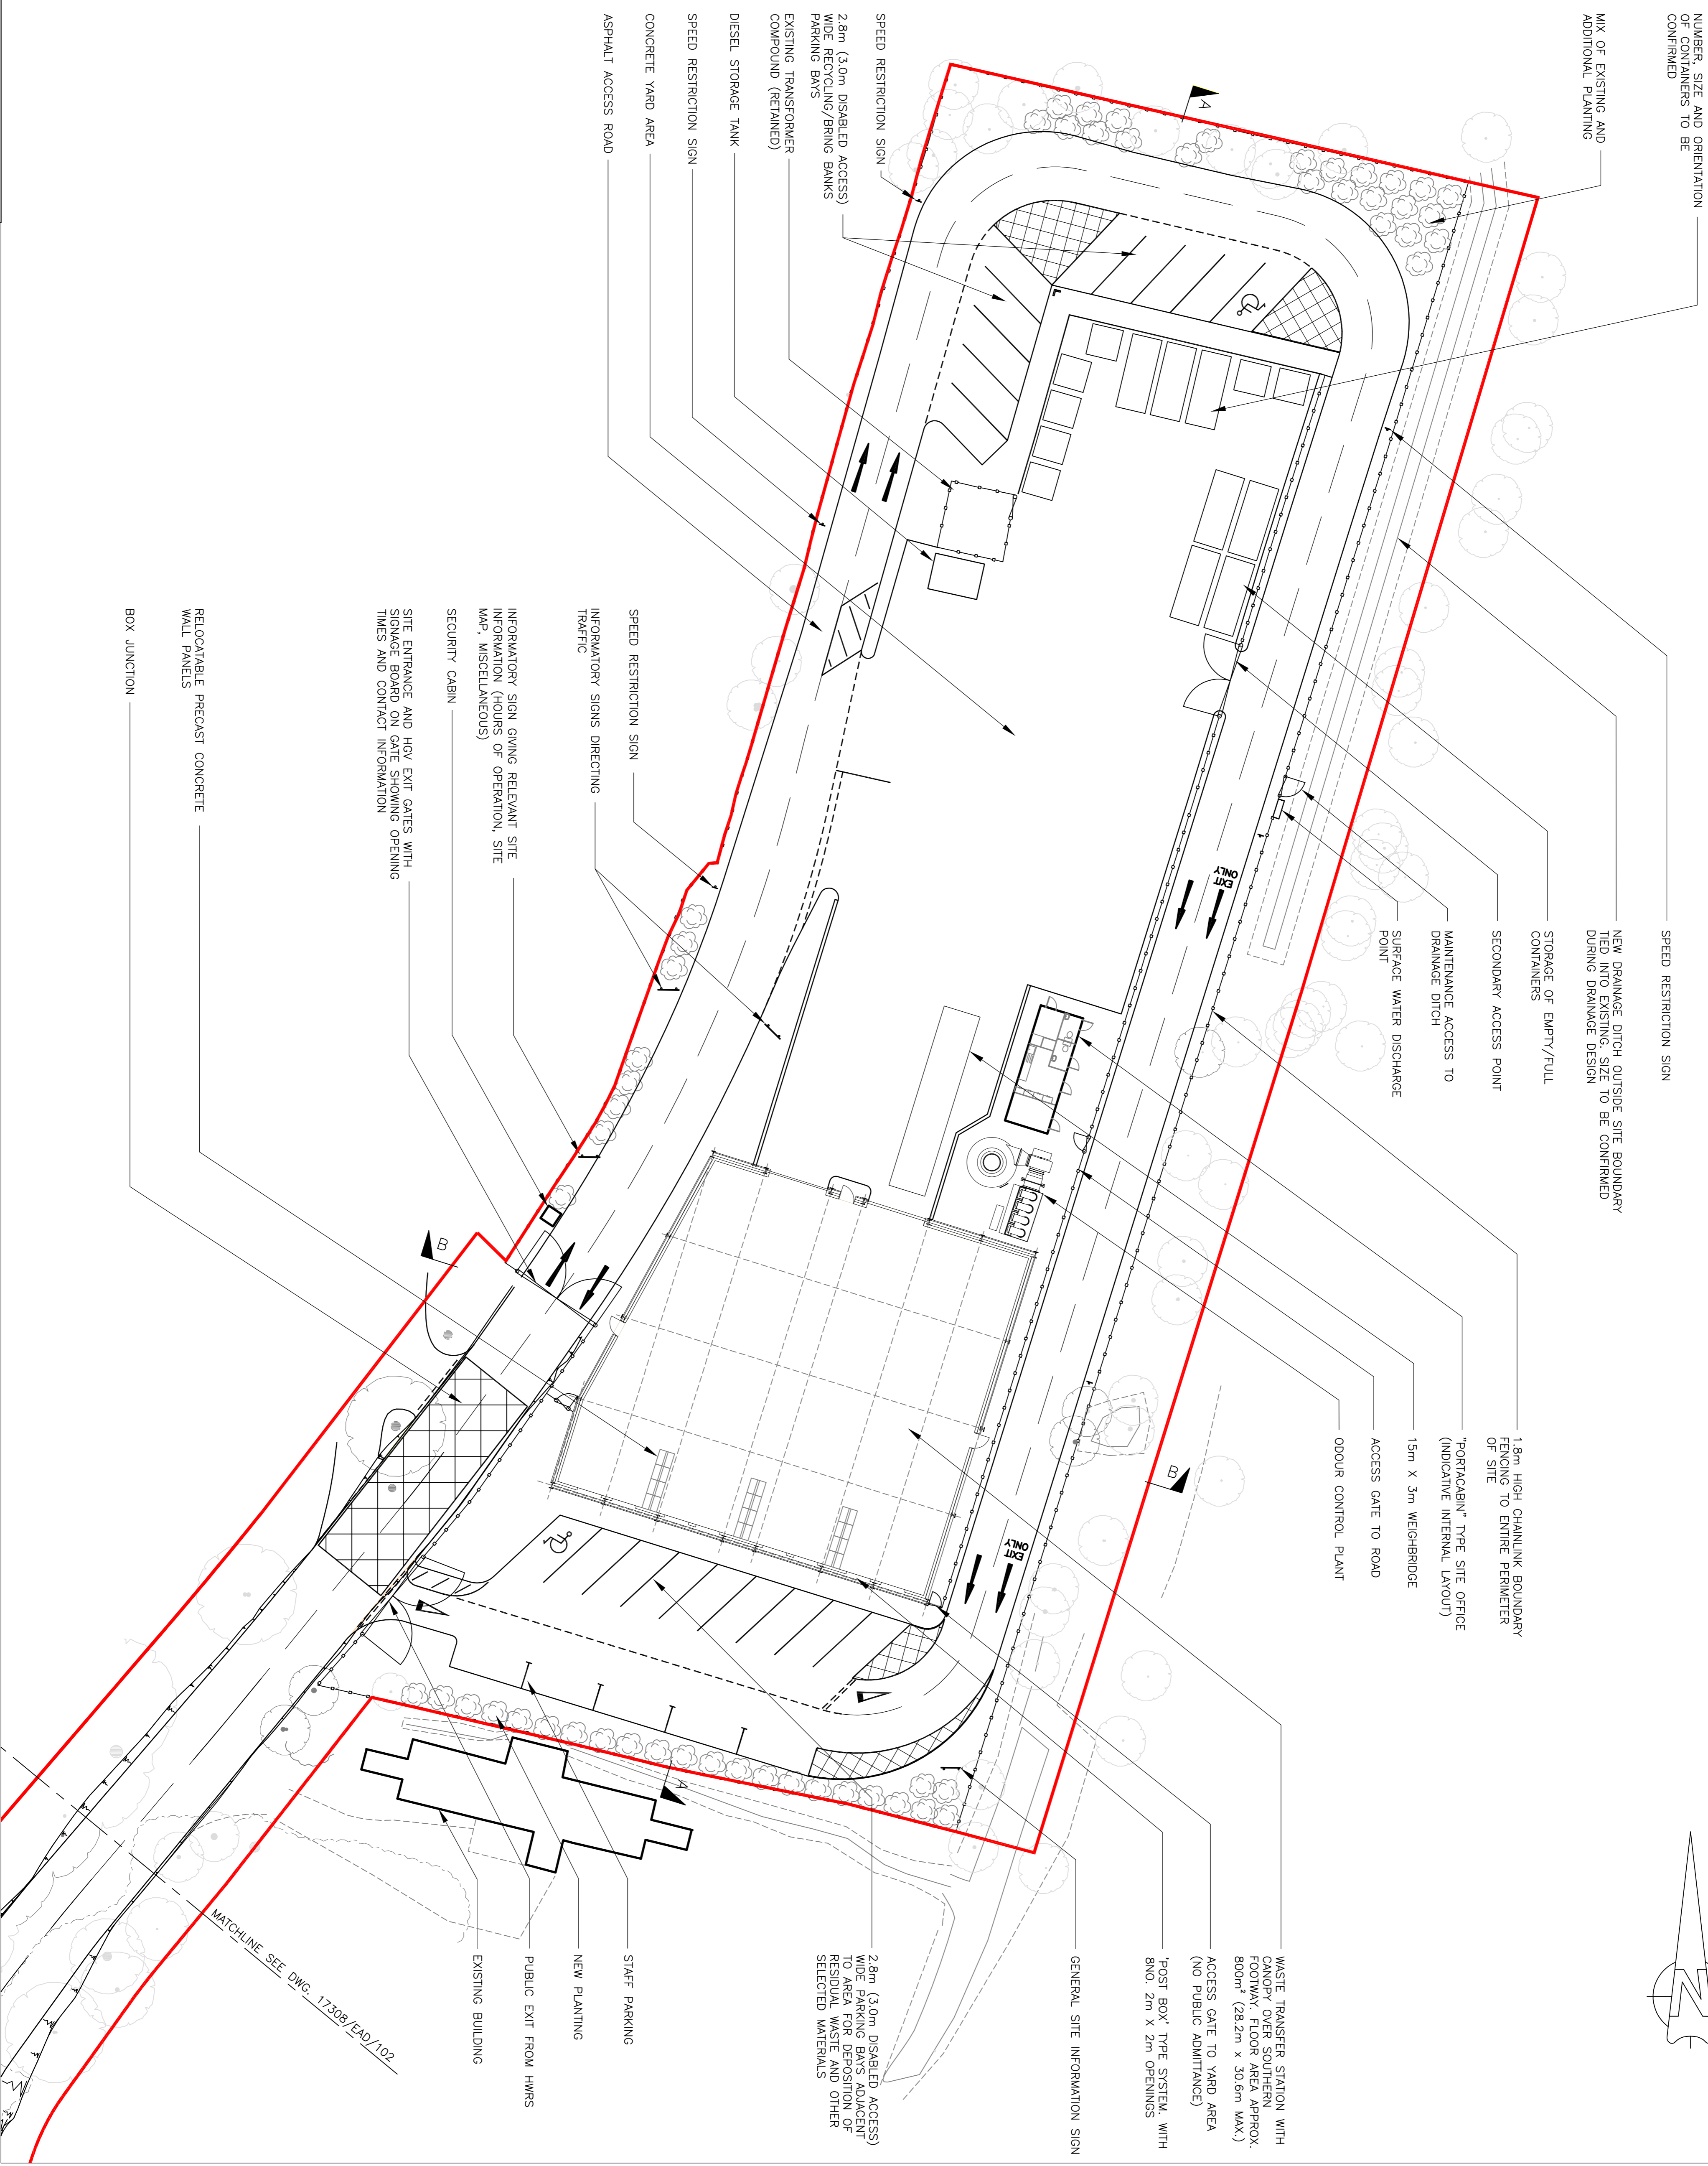 NUMBER, SIZE AND ORIENTATION
OF CONTAINERS TO BE
CONFIRMED
MIX OF EXISTING AND
ADDITIONAL PLANTING
SPEED RESTRICTION SIGN
2.8m (3.0m DISABLED ACCESS)
WIDE RECYCLING/BRING BANKS
PARKING BAYS
EXISTING TRANSFORMER
COMPOUND (RETAINED)
DIESEL STORAGE TANK
SPEED RESTRICTION SIGN
CONCRETE YARD AREA
ASPHALT ACCESS ROAD
SPEED RESTRICTION SIGN
NEW DRAINAGE DITCH OUTSIDE SITE BOUNDARY
TIED INTO EXISTING. SIZE TO BE CONFIRMED
DURING DRAINAGE DESIGN
STORAGE OF EMPTY/FULL
CONTAINERS
SECONDARY ACCESS POINT
MAINTENANCE ACCESS TO
DRAINAGE DITCH
SURFACE WATER DISCHARGE
POINT
SPEED RESTRICTION SIGN
INFORMATORY SIGNS DIRECTING
TRAFFIC
INFORMATORY SIGN GIVING RELEVANT SITE
INFORMATION (HOURS OF OPERATION, SITE
MAP, MISCELLANEOUS)
SECURITY CABIN
SITE ENTRANCE AND HGV EXIT GATES WITH
SIGNAGE BOARD ON GATE SHOWING OPENING
TIMES AND CONTACT INFORMATION
RELOCATABLE PRECAST CONCRETE
WALL PANELS
BOX JUNCTION
1.8m HIGH CHAINLINK BOUNDARY
FENCING TO ENTIRE PERIMETER
OF SITE
"PORTACABIN" TYPE SITE OFFICE
(INDICATIVE INTERNAL LAYOUT)
15m X 3m WEIGHBRIDGE
ACCESS GATE TO ROAD
ODOUR CONTROL PLANT
WASTE TRANSFER STATION WITH
CANOPY OVER SOUTHERN
FOOTWAY. FLOOR AREA APPROX.
800m² (28.2m x 30.6m MAX.)
ACCESS GATE TO YARD AREA
(NO PUBLIC ADMITTANCE)
'POST BOX' TYPE SYSTEM. WITH
8NO. 2m X 2m OPENINGS
GENERAL SITE INFORMATION SIGN
2.8m (3.0m DISABLED ACCESS)
WIDE PARKING BAYS ADJACENT
TO AREA FOR DEPOSITION OF
RESIDUAL WASTE AND OTHER
SELECTED MATERIALS
STAFF PARKING
NEW PLANTING
PUBLIC EXIT FROM HWRS
EXISTING BUILDING
MATCHLINE SEE DWG. 17308/EAD/102
EXIT
ONLY
EXIT
ONLY
A
A
B
B
N